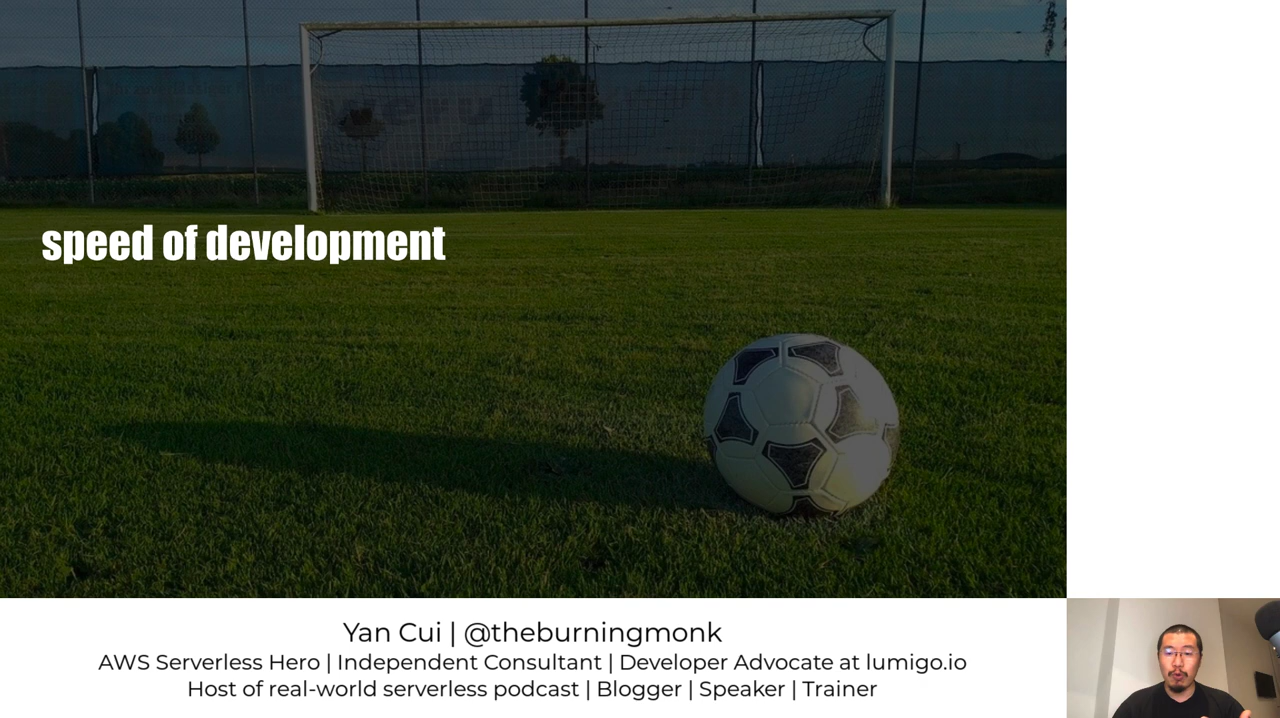 speed of development
Yan Cui | @theburningmonk
AWS Serverless Hero | Independent Consultant | Developer Advocate at lumigo.io
Host of real-world serverless podcast | Blogger | Speaker | Trainer